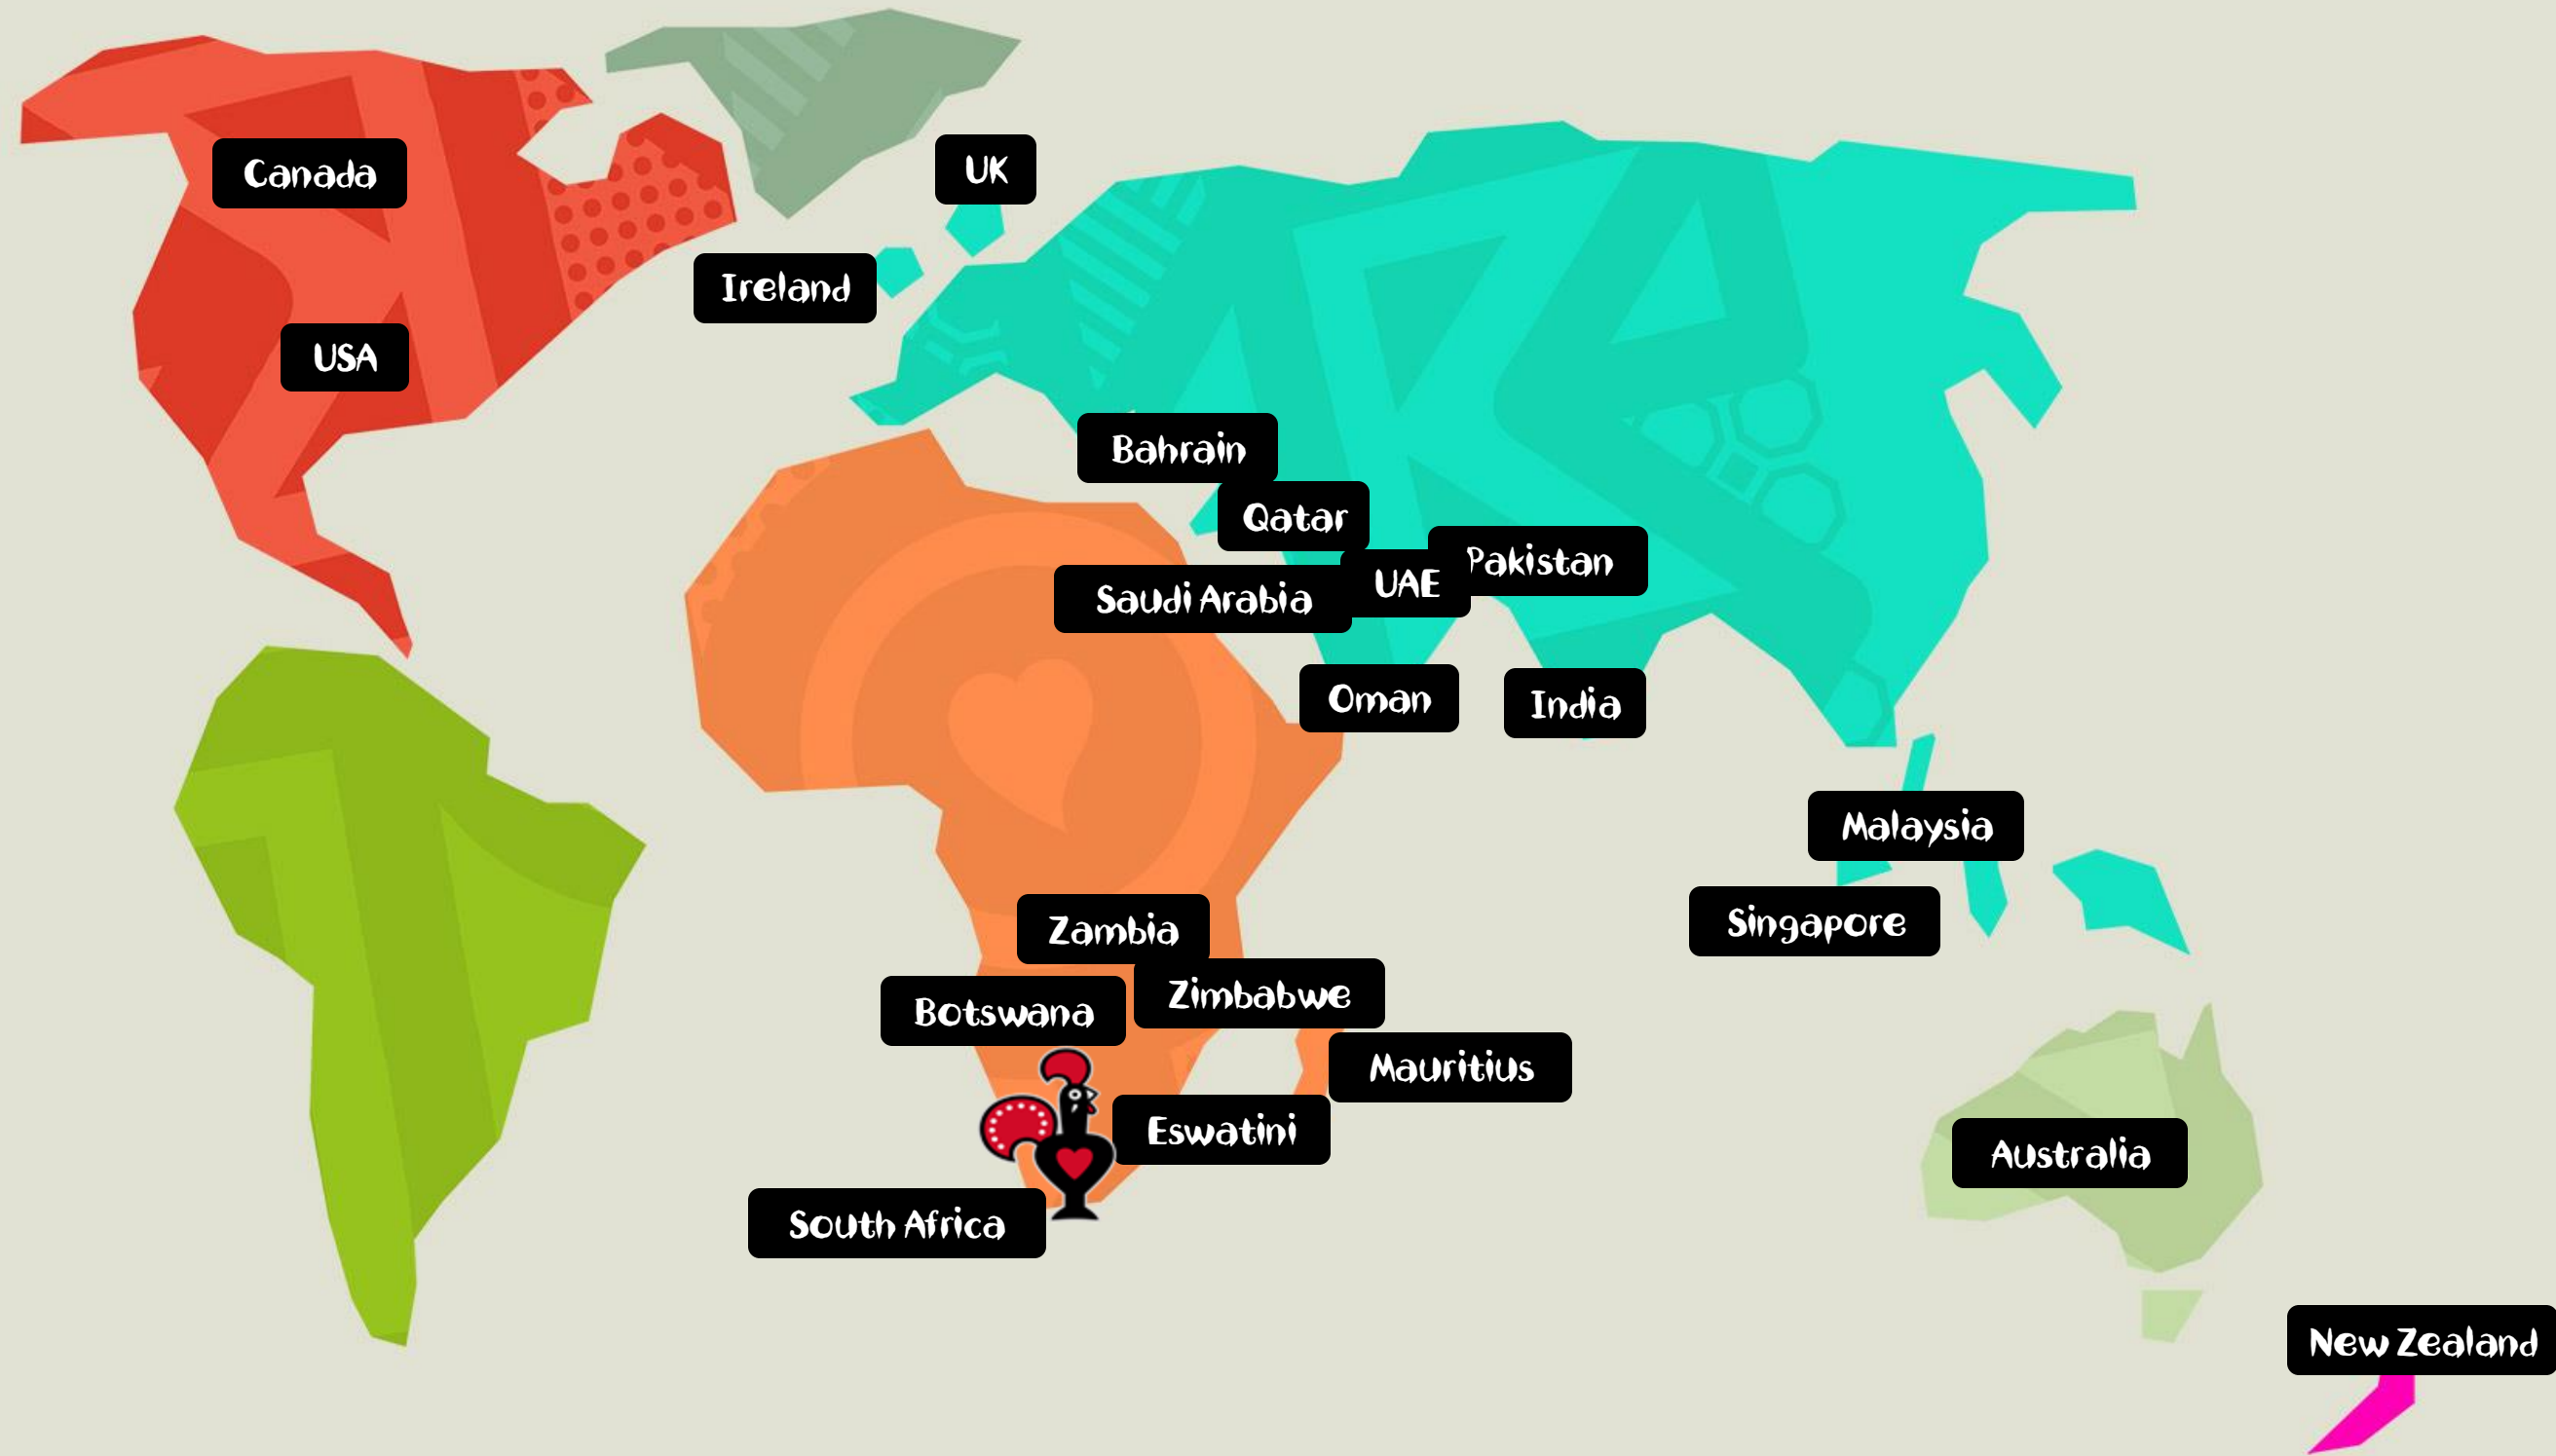 Canada
UK
Ireland
USA
Bahrain
Qatar
Pakistan
UAE
Saudi Arabia
Oman
India
Malaysia
Singapore
Zambia
Zimbabwe
Botswana
Mauritius
Eswatini
Australia
South Africa
New Zealand